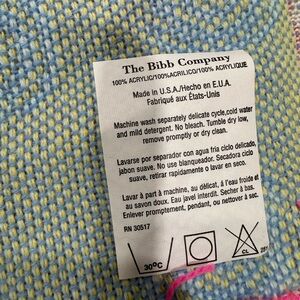 The Bibb Company
100% ACRYLIC/100%ACRILICO/100% ACRYLIQUE
Made in U.S.A./Hecho en E.U.A.
Fabriqué aux États-Unis
Machine wash separately delicate cycle,cold water
and mild detergent. No bleach. Tumble dry low,
remove promptly or dry clean.
Lavarse por separador con agua fria ciclo delicado,
jabon suave. No use blanqueador. Secadora ciclo
suave, retirar rapidamente o lavar en seco.
Lavar à part à machine, au délicat, à l'eau froide et
au savon doux. Eau javel interdit. Secher à bas.
Enlever promptement, pendant, ou nettover à sec.
RN 30517
30°C
CL